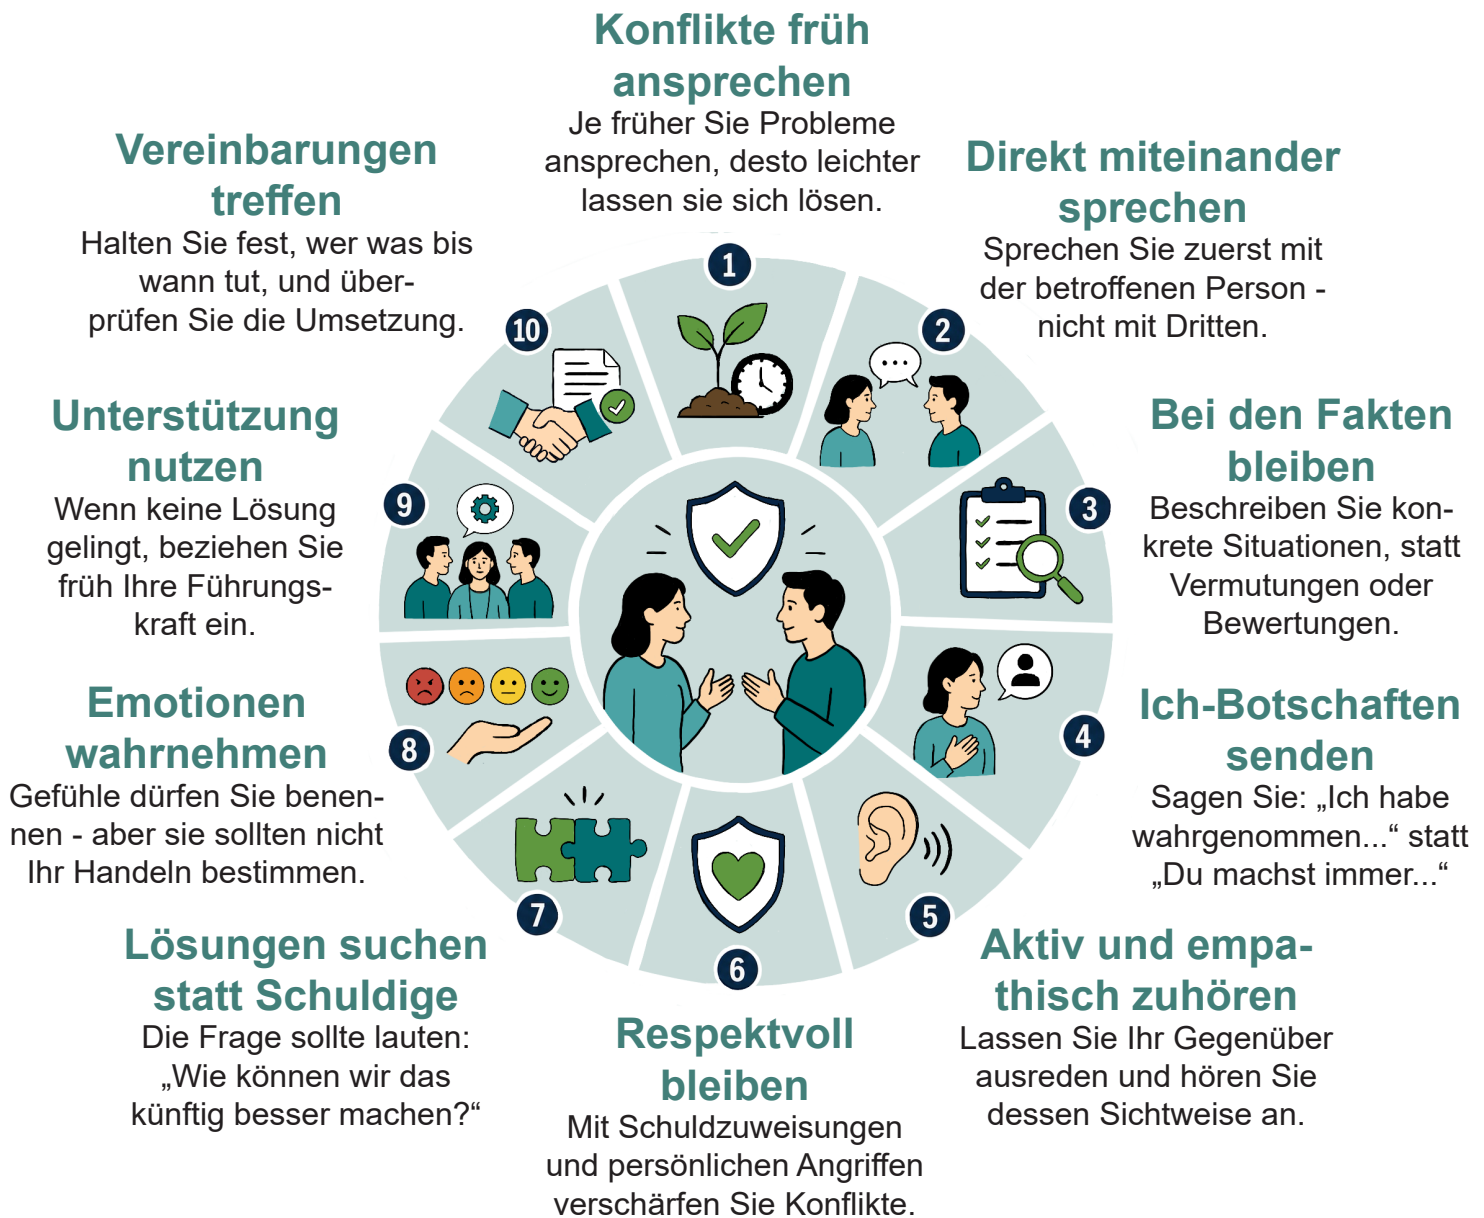 1
Konflikte früh
ansprechen
Je früher Sie Probleme
ansprechen, desto leichter
lassen sie sich lösen.
2
Direkt miteinander
sprechen
Sprechen Sie zuerst mit
der betroffenen Person -
nicht mit Dritten.
3
Bei den Fakten
bleiben
Beschreiben Sie kon-
krete Situationen, statt
Vermutungen oder
Bewertungen.
4
Ich-Botschaften
senden
Sagen Sie: „Ich habe
wahrgenommen...“ statt
„Du machst immer...“
5
Aktiv und empa-
thisch zuhören
Lassen Sie Ihr Gegenüber
ausreden und hören Sie
dessen Sichtweise an.
6
Respektvoll
bleiben
Mit Schuldzuweisungen
und persönlichen Angriffen
verschärfen Sie Konflikte.
7
Lösungen suchen
statt Schuldige
Die Frage sollte lauten:
„Wie können wir das
künftig besser machen?“
8
Emotionen
wahrnehmen
Gefühle dürfen Sie benen-
nen - aber sie sollten nicht
Ihr Handeln bestimmen.
9
Unterstützung
nutzen
Wenn keine Lösung
gelingt, beziehen Sie
früh Ihre Führungs-
kraft ein.
10
Vereinbarungen
treffen
Halten Sie fest, wer was bis
wann tut, und über-
prüfen Sie die Umsetzung.